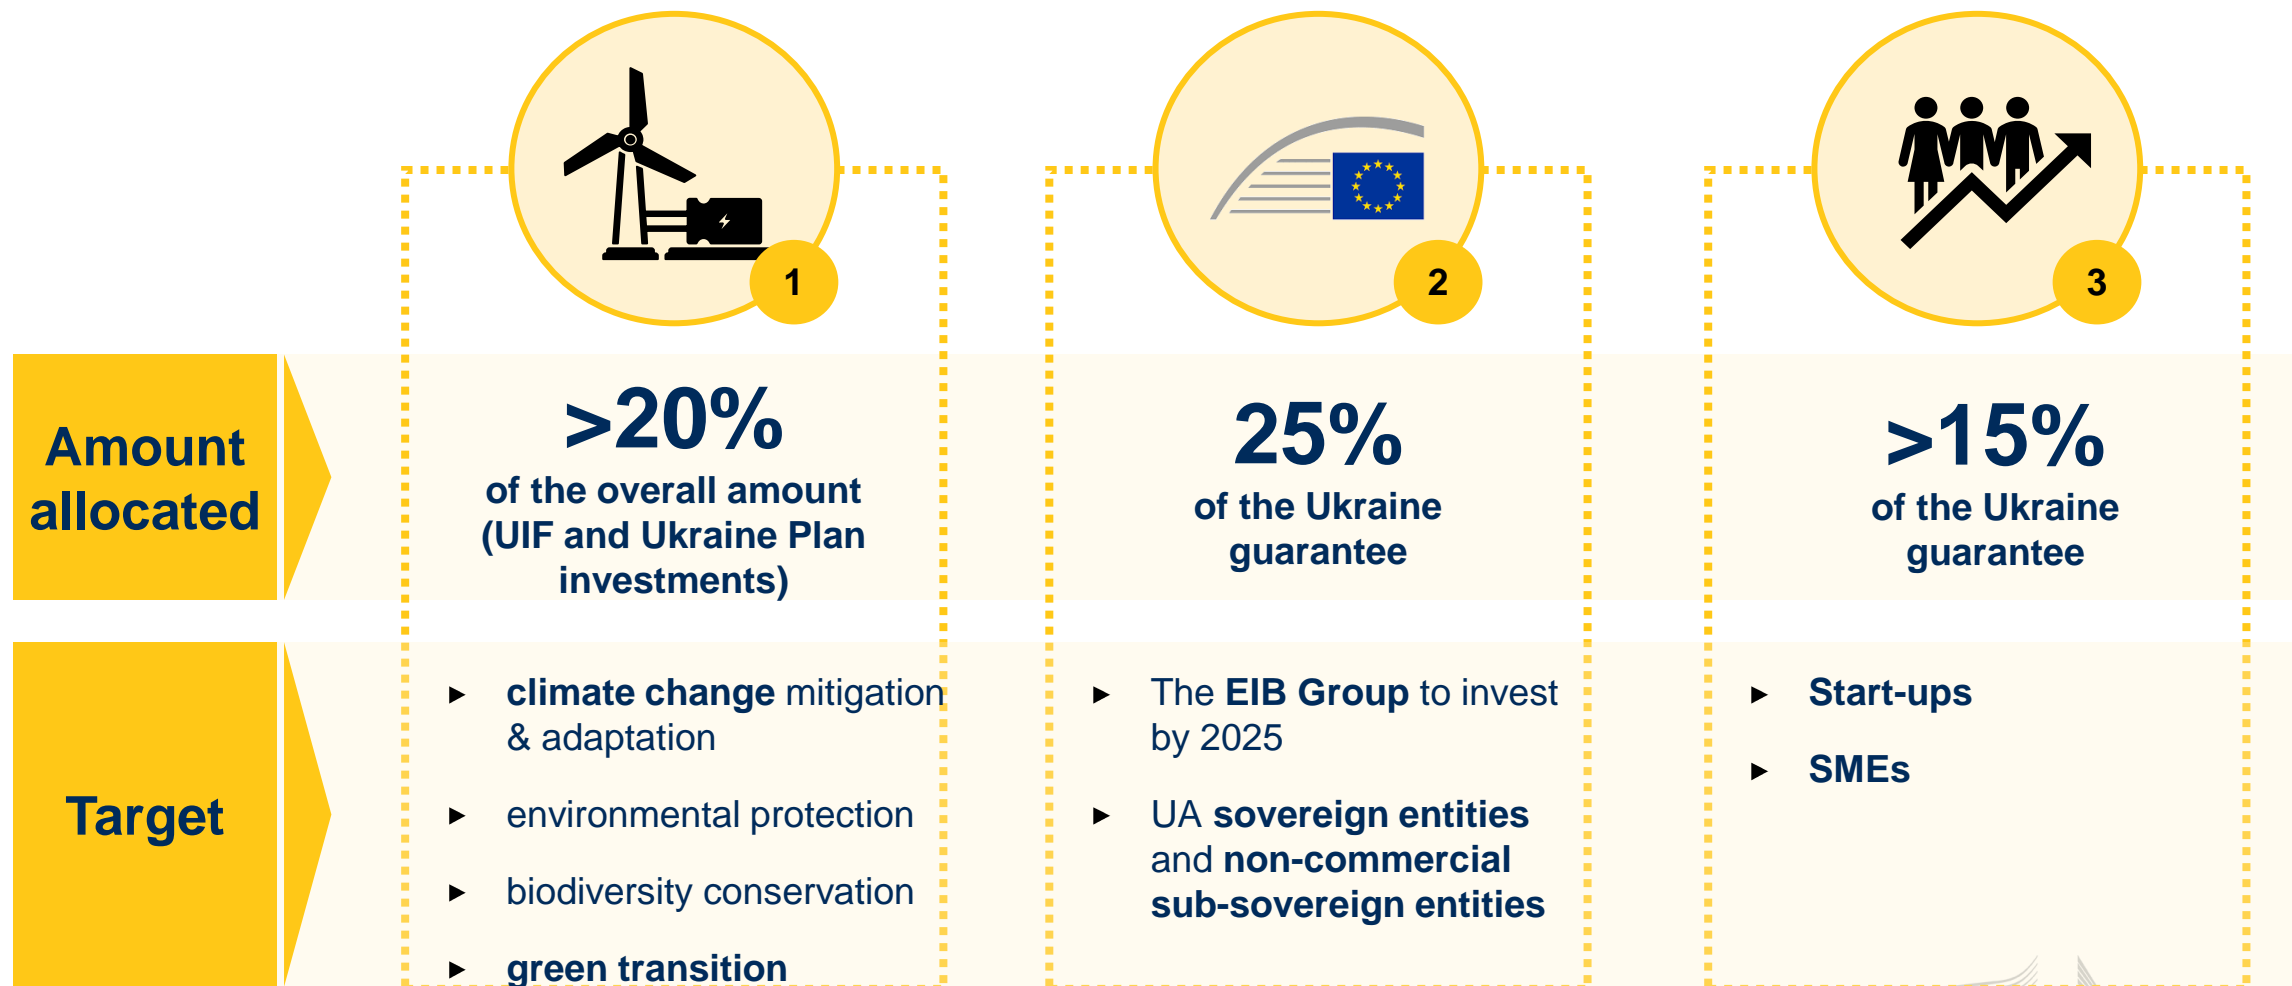 1
2
3
Amount
allocated
>20%
of the overall amount
(UIF and Ukraine Plan
investments)
25%
of the Ukraine
guarantee
>15%
of the Ukraine
guarantee
Target
► climate change mitigation
& adaptation
► environmental protection
► biodiversity conservation
► green transition
► The EIB Group to invest
by 2025
► UA sovereign entities
and non-commercial
sub-sovereign entities
► Start-ups
► SMEs